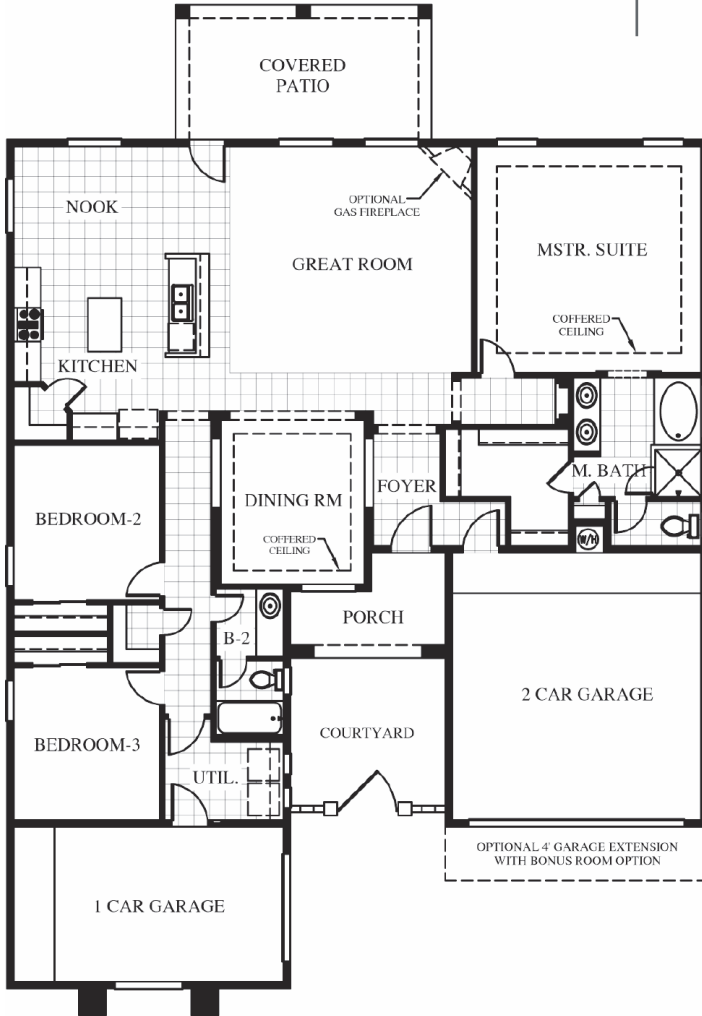 COVERED
PATIO
NOOK
OPTIONAL
GAS FIREPLACE
GREAT ROOM
MSTR. SUITE
COFFERED
CEILING
KITCHEN
M. BATH
DINING RM
FOYER
BEDROOM-2
COFFERED
CEILING
W/H
B-2
PORCH
2 CAR GARAGE
COURTYARD
BEDROOM-3
UTIL.
OPTIONAL 4' GARAGE EXTENSION
WITH BONUS ROOM OPTION
1 CAR GARAGE